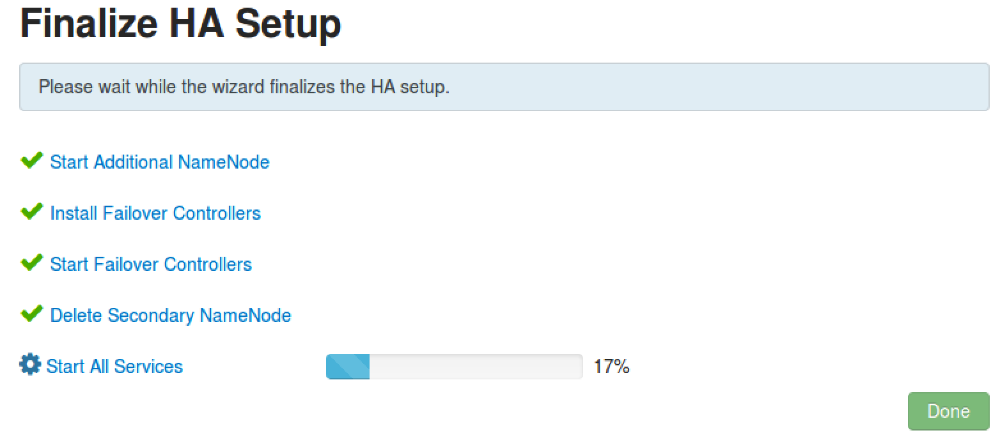 Finalize HA Setup
Please wait while the wizard finalizes the HA setup.
Start Additional NameNode
Install Failover Controllers
Start Failover Controllers
Delete Secondary NameNode
Start All Services 17%
Done